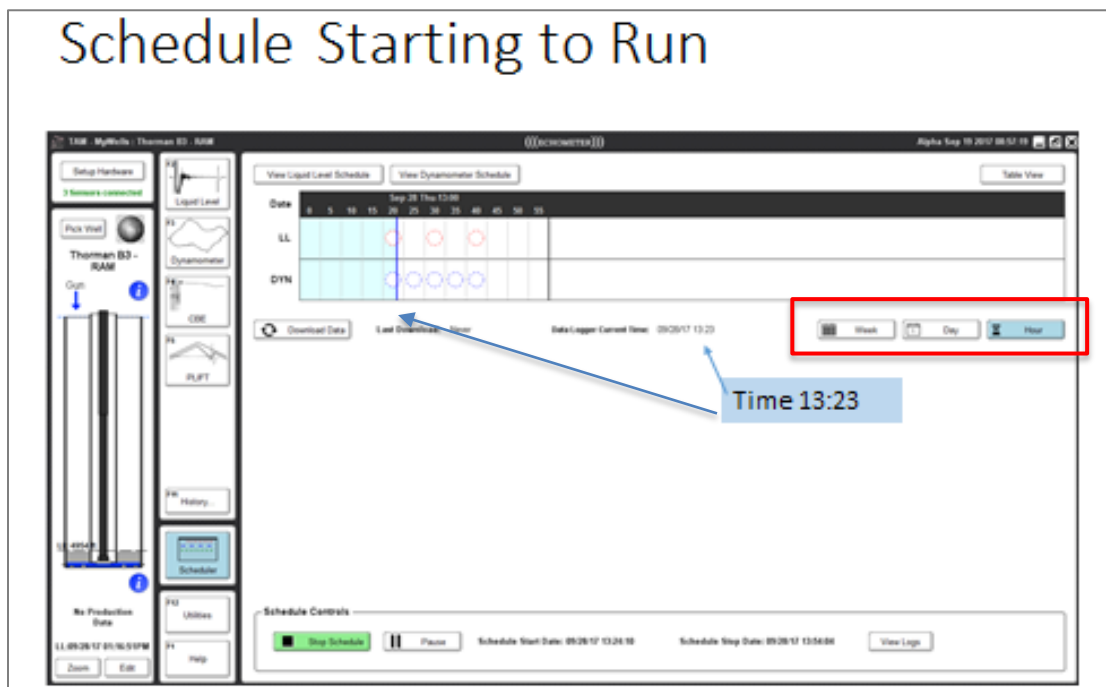 Schedule Starting to Run
TAM - MyWells : Thorman B3 - RAM
(((ECHOMETER)))
Alpha Sep 19 2017 08:57:19
Setup Hardware
3 Sensors connected
Pick Well
Thorman B3 -
RAM
Gun
No Production
Data
Zoom
Edit
Liquid Level
Dynamometer
CBE
PLIFT
History...
Scheduler
Utilities
Help
View Liquid Level Schedule
View Dynamometer Schedule
Table View
Date
Sep 28 Thu 13:00
0 5 10 15 20 25 30 35 40 45 50 55
LL
DYN
Download Data
Last Download: Never
Data Logger Current Time: 09/28/17 13:23
Week
Day
Hour
Time 13:23
Schedule Controls
Stop Schedule
Pause
Schedule Start Date: 09/28/17 13:24:10
Schedule Stop Date: 09/28/17 13:54:04
View Logs